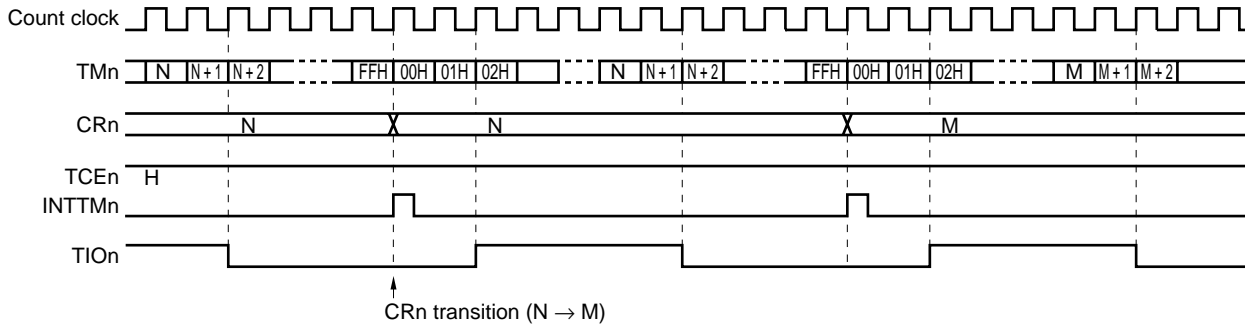 Count clock
TMn N N + 1 N + 2 FFH 00H 01H 02H N N + 1 N + 2 FFH 00H 01H 02H M M + 1 M + 2
CRn N N M
TCEn H
INTTMn
TIOn
CRn transition (N → M)